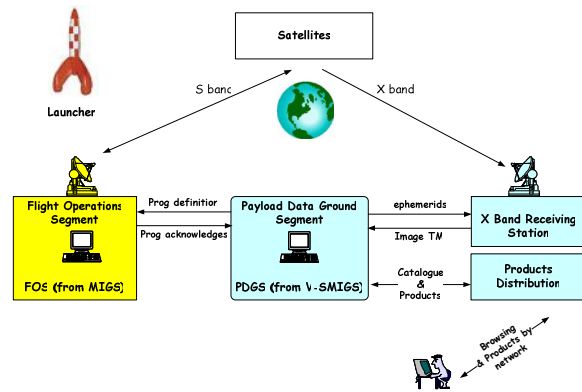 Satellites
S band
X band
Launcher
Flight Operations
Segment
FOS (from MIGS)
Prog definition
Prog acknowledges
Payload Data Ground
Segment
PDGS (from V-SMIGS)
ephemerids
Image TM
X Band Receiving
Station
Catalogue
&
Products
Products
Distribution
Browsing
& Products by
network